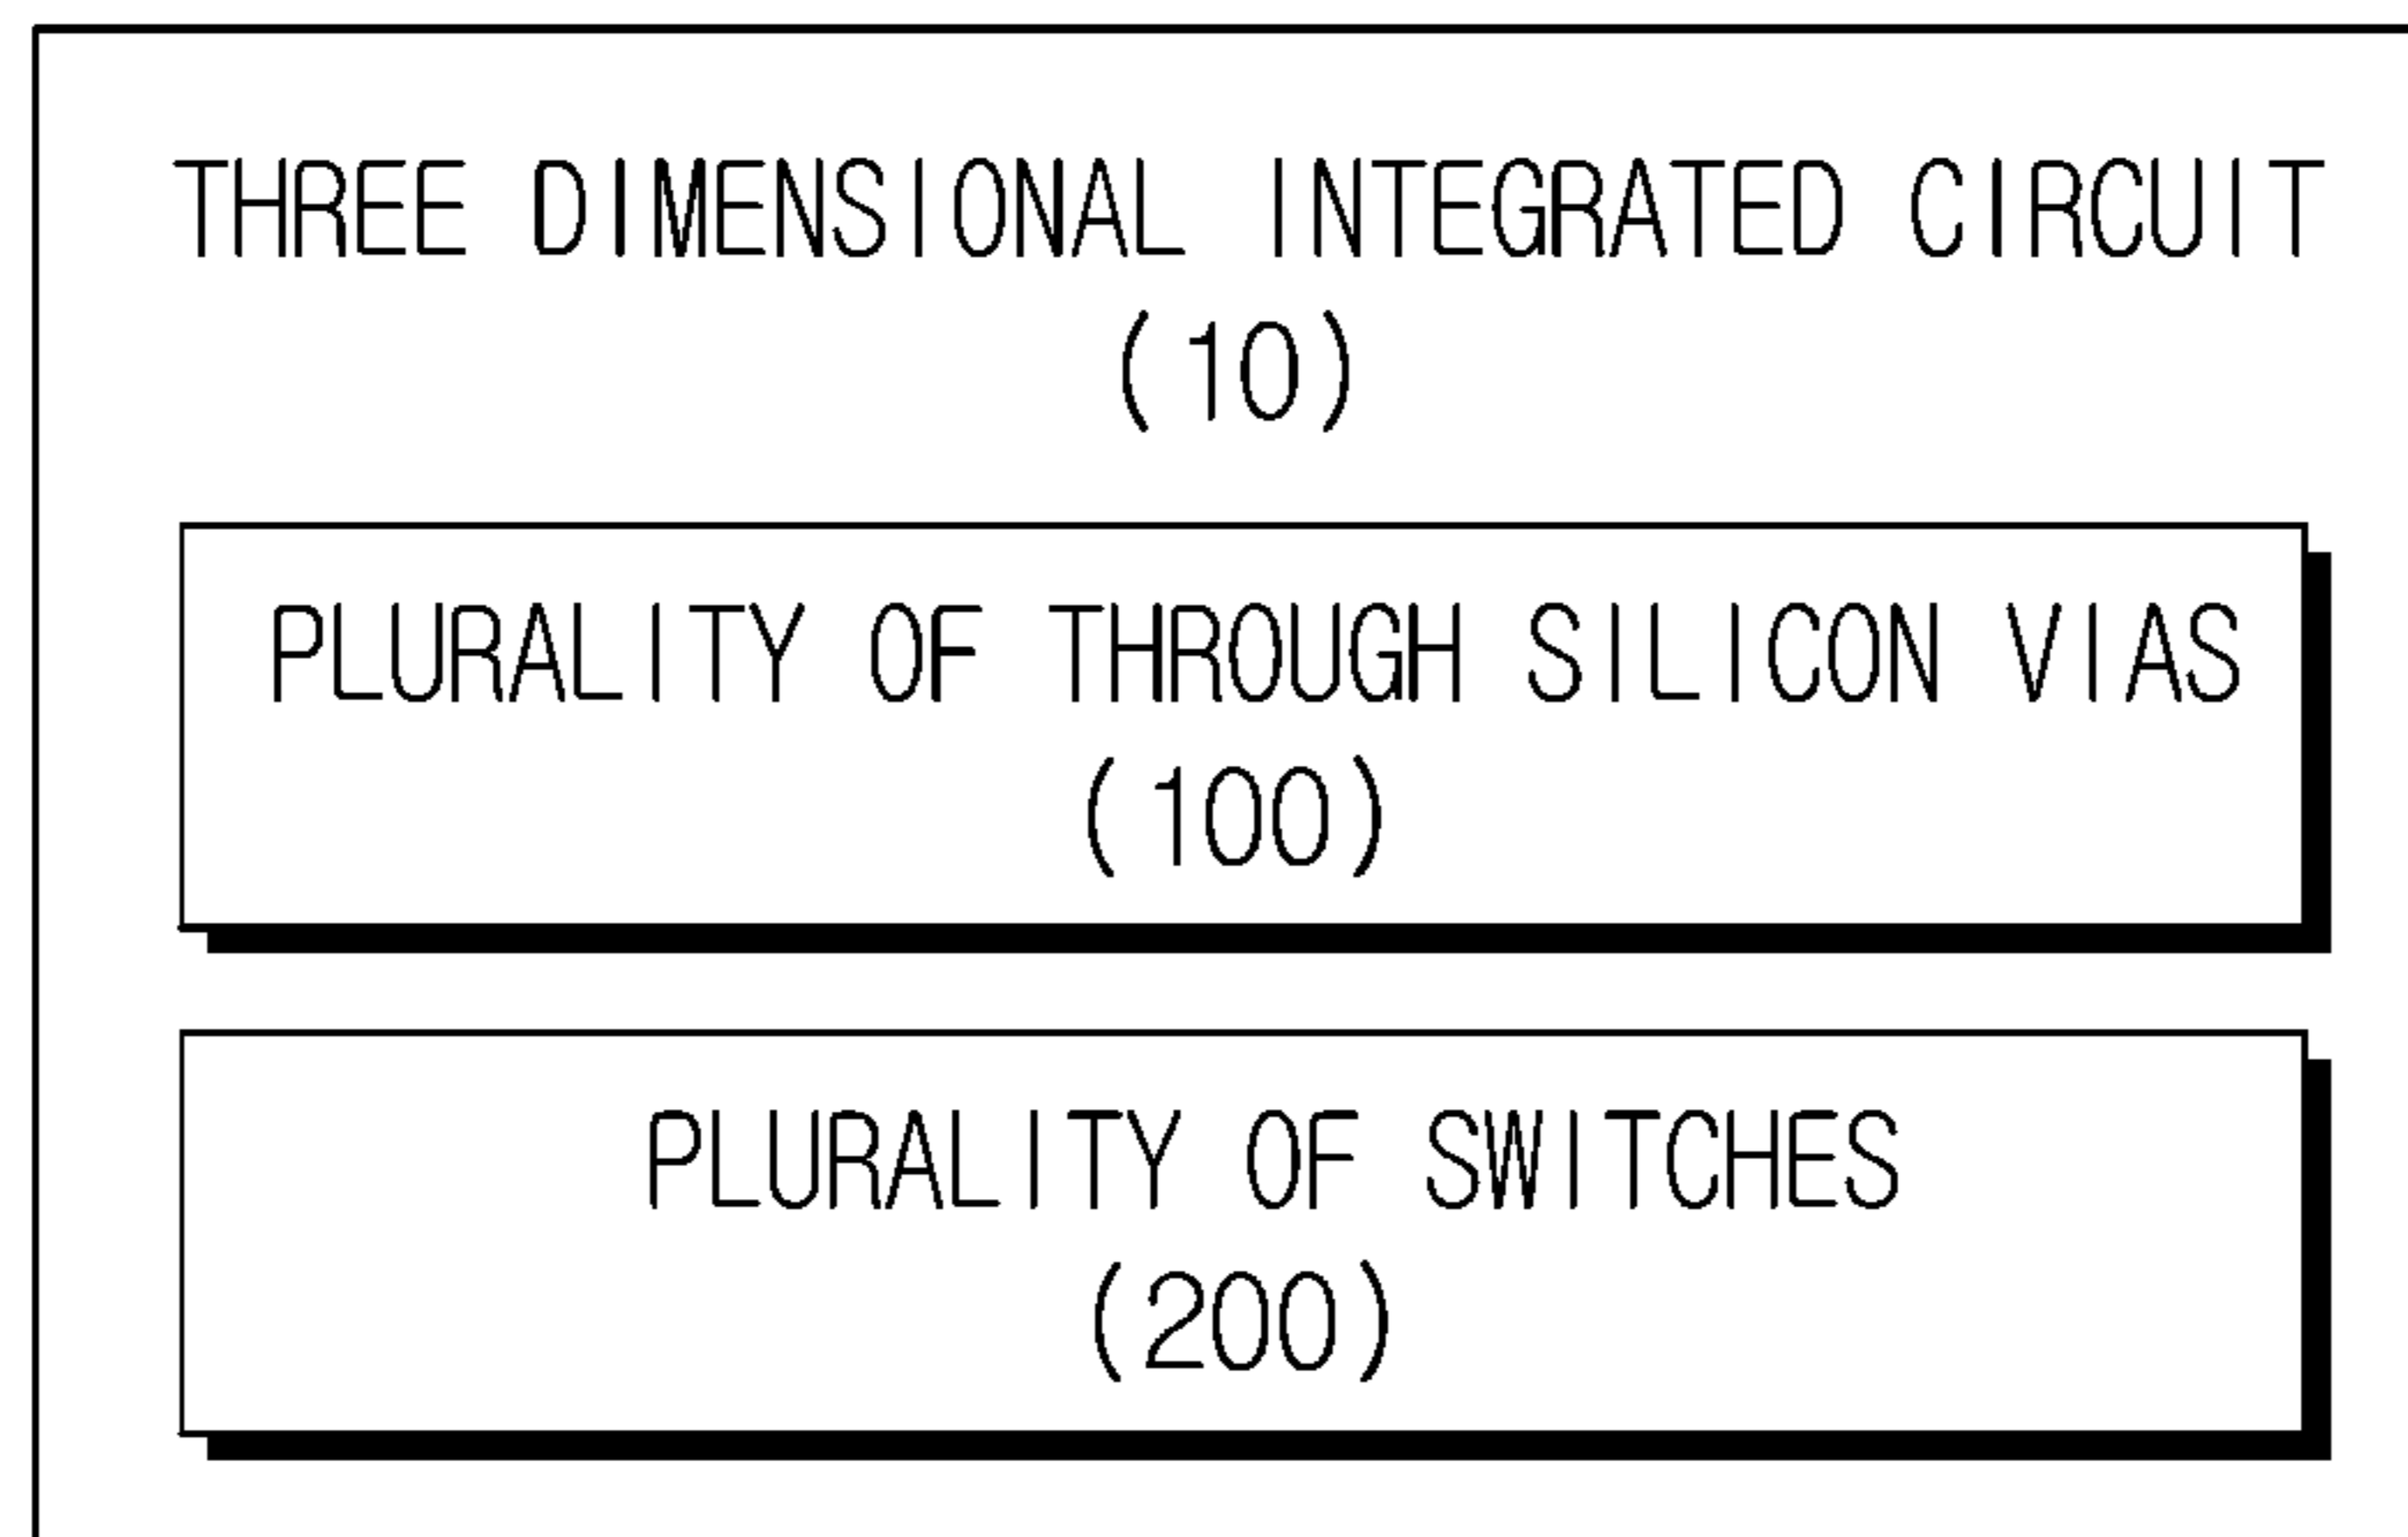 THREE DIMENSIONAL INTEGRATED CIRCUIT
(10)
PLURALITY OF THROUGH SILICON VIAS
(100)
PLURALITY OF SWITCHES
(200)